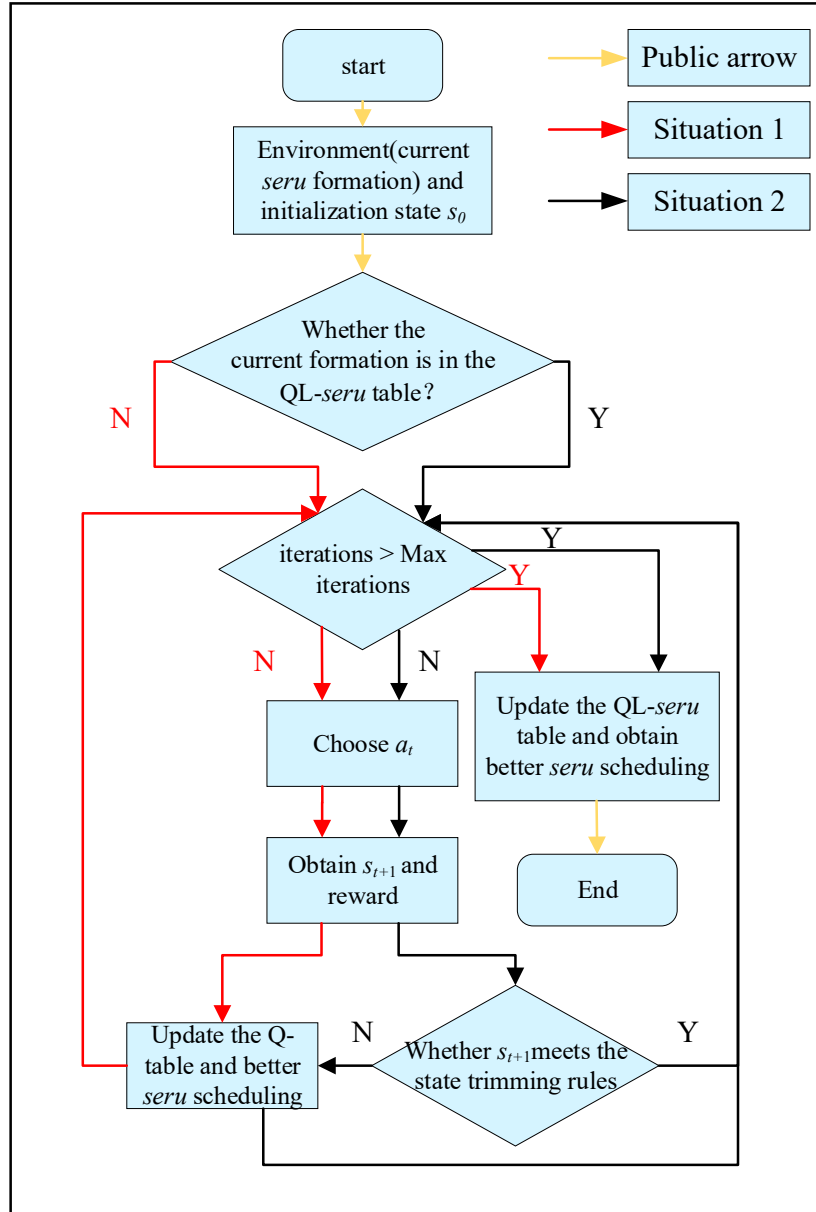 start
Public arrow
Situation 1
Situation 2
Environment(current
seru formation) and
initialization state s0
Whether the
current formation is in the
QL-seru table?
N
Y
iterations > Max
iterations
Y
Y
N
N
Choose at
Update the QL-seru
table and obtain
better seru scheduling
Obtain st+1 and
reward
End
Update the Q-
table and better
seru scheduling
N
Whether st+1 meets the
state trimming rules
Y